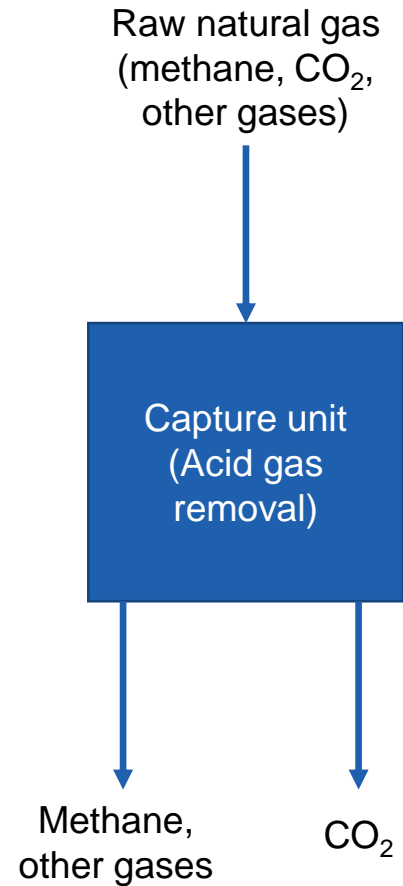 Raw natural gas
(methane, CO₂,
other gases)
Capture unit
(Acid gas
removal)
Methane,
other gases
CO₂